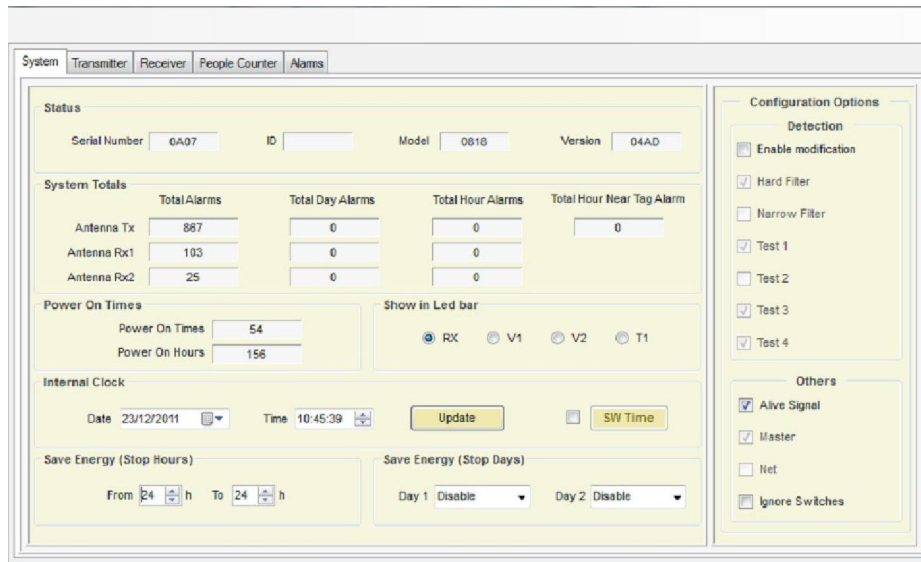 System Transmitter Receiver People Counter Alarms
Status
Serial Number 0A07 ID Model 0818 Version 04AD
System Totals
Total Alarms Total Day Alarms Total Hour Alarms Total Hour Near Tag Alarm
Antenna Tx 867 0 0 0
Antenna Rx1 103 0 0
Antenna Rx2 25 0 0
Power On Times
Power On Times 54
Power On Hours 156
Show in Led bar
RX V1 V2 T1
Internal Clock
Date 23/12/2011 Time 10:45:39 Update SW Time
Save Energy (Stop Hours)
From 24 h To 24 h
Save Energy (Stop Days)
Day 1 Disable Day 2 Disable
Configuration Options
Detection
Enable modification
Hard Filter
Narrow Filter
Test 1
Test 2
Test 3
Test 4
Others
Alive Signal
Master
Net
Ignore Switches